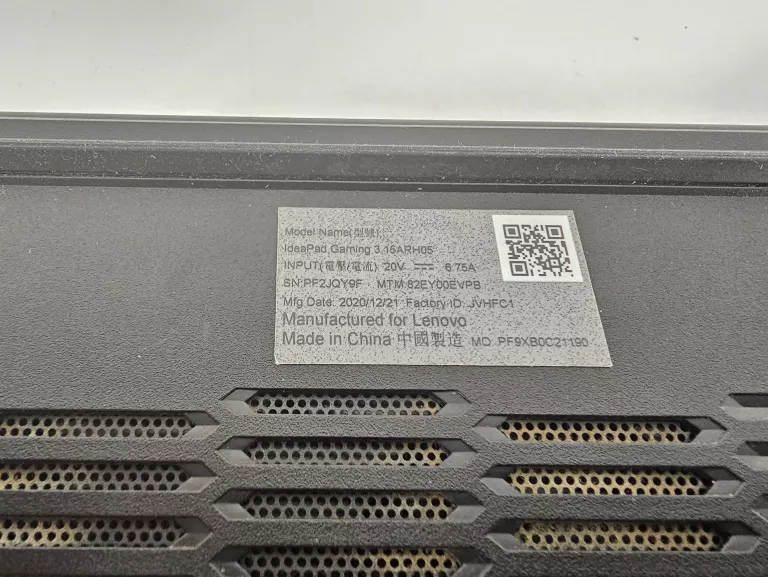 Model Name(型號):
IdeaPad Gaming 3 15ARH05
INPUT(電壓/電流) 20V ⎓ 6.75A
SN:PF2JQY9F MTM:82EY00EVPB
Mfg Date: 2020/12/21 Factory ID: JVHFC1
Manufactured for Lenovo
Made in China 中國製造 MO: PF9XB0C21190